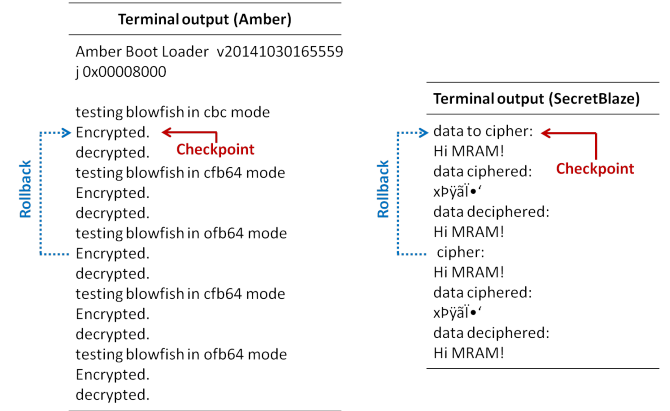 Terminal output (Amber)
Amber Boot Loader v20141030165559
j 0x00008000
testing blowfish in cbc mode
Encrypted.
decrypted.
testing blowfish in cfb64 mode
Encrypted.
decrypted.
testing blowfish in ofb64 mode
Encrypted.
decrypted.
testing blowfish in cfb64 mode
Encrypted.
decrypted.
testing blowfish in ofb64 mode
Encrypted.
decrypted.
Checkpoint
Rollback
Terminal output (SecretBlaze)
data to cipher:
Hi MRAM!
data ciphered:
xÞÿãÏ•‘
data deciphered:
Hi MRAM!
cipher:
Hi MRAM!
data ciphered:
xÞÿãÏ•‘
data deciphered:
Hi MRAM!
Checkpoint
Rollback